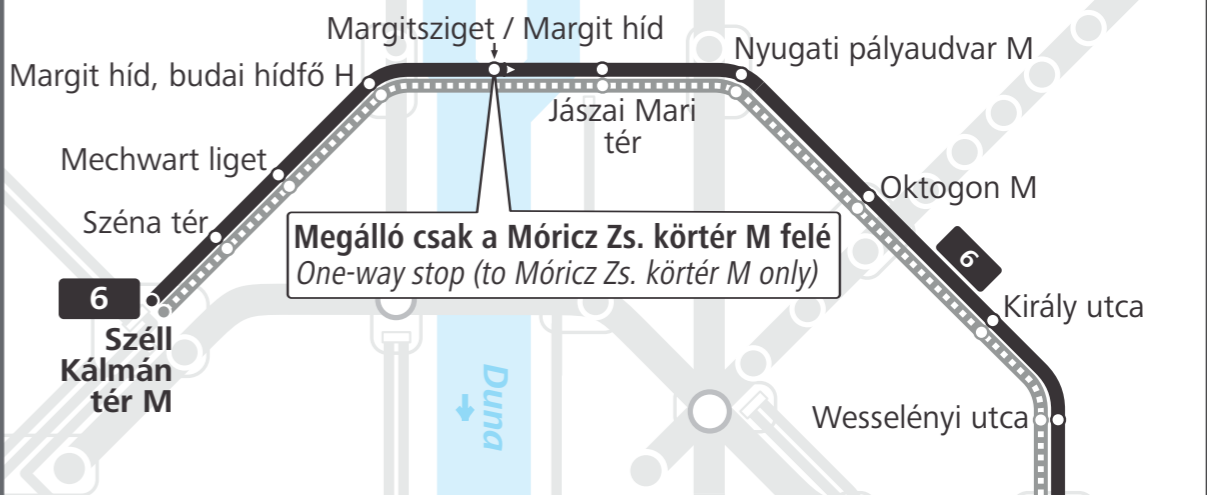 Margitsziget / Margit híd
Nyugati pályaudvar M
Margit híd, budai hídfő H
Jászai Mari
tér
Mechwart liget
Oktogon M
Széna tér
Megálló csak a Móricz Zs. körtér M felé
One-way stop (to Móricz Zs. körtér M only)
6
6
Király utca
Széll
Kálmán
tér M
Duna
Wesselényi utca